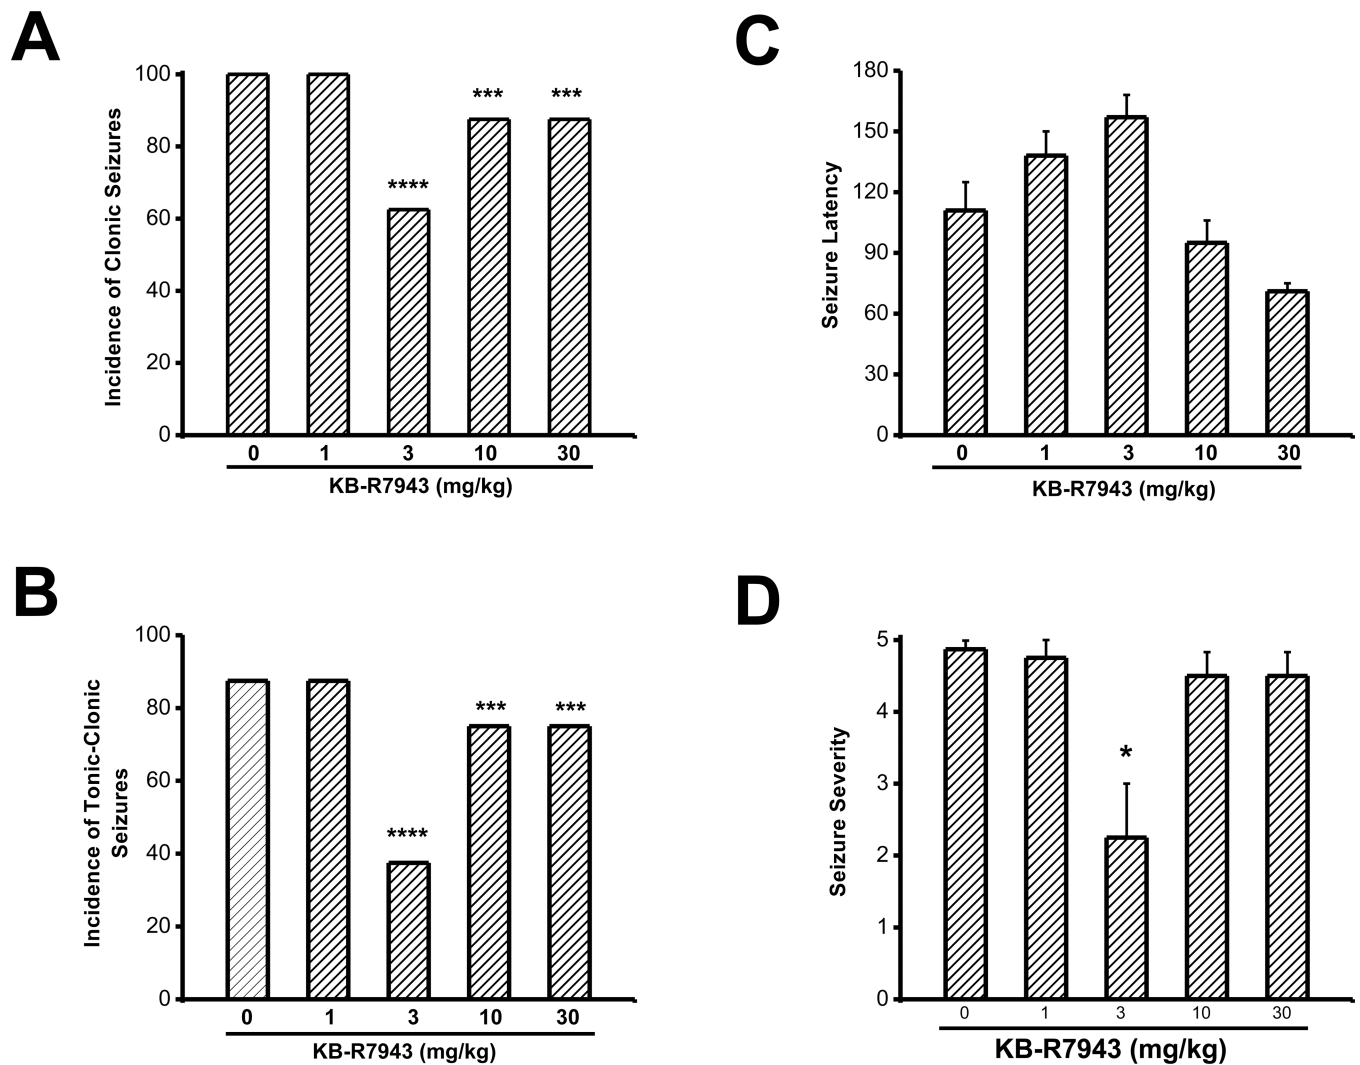 A
100
80
60
40
20
0
Incidence of Clonic Seizures
****
***
***
0 1 3 10 30
KB-R7943 (mg/kg)
B
100
80
60
40
20
0
Incidence of Tonic-Clonic
Seizures
****
***
***
0 1 3 10 30
KB-R7943 (mg/kg)
C
180
150
120
90
60
30
0
Seizure Latency
0 1 3 10 30
KB-R7943 (mg/kg)
D
5
4
3
2
1
0
Seizure Severity
*
0 1 3 10 30
KB-R7943 (mg/kg)